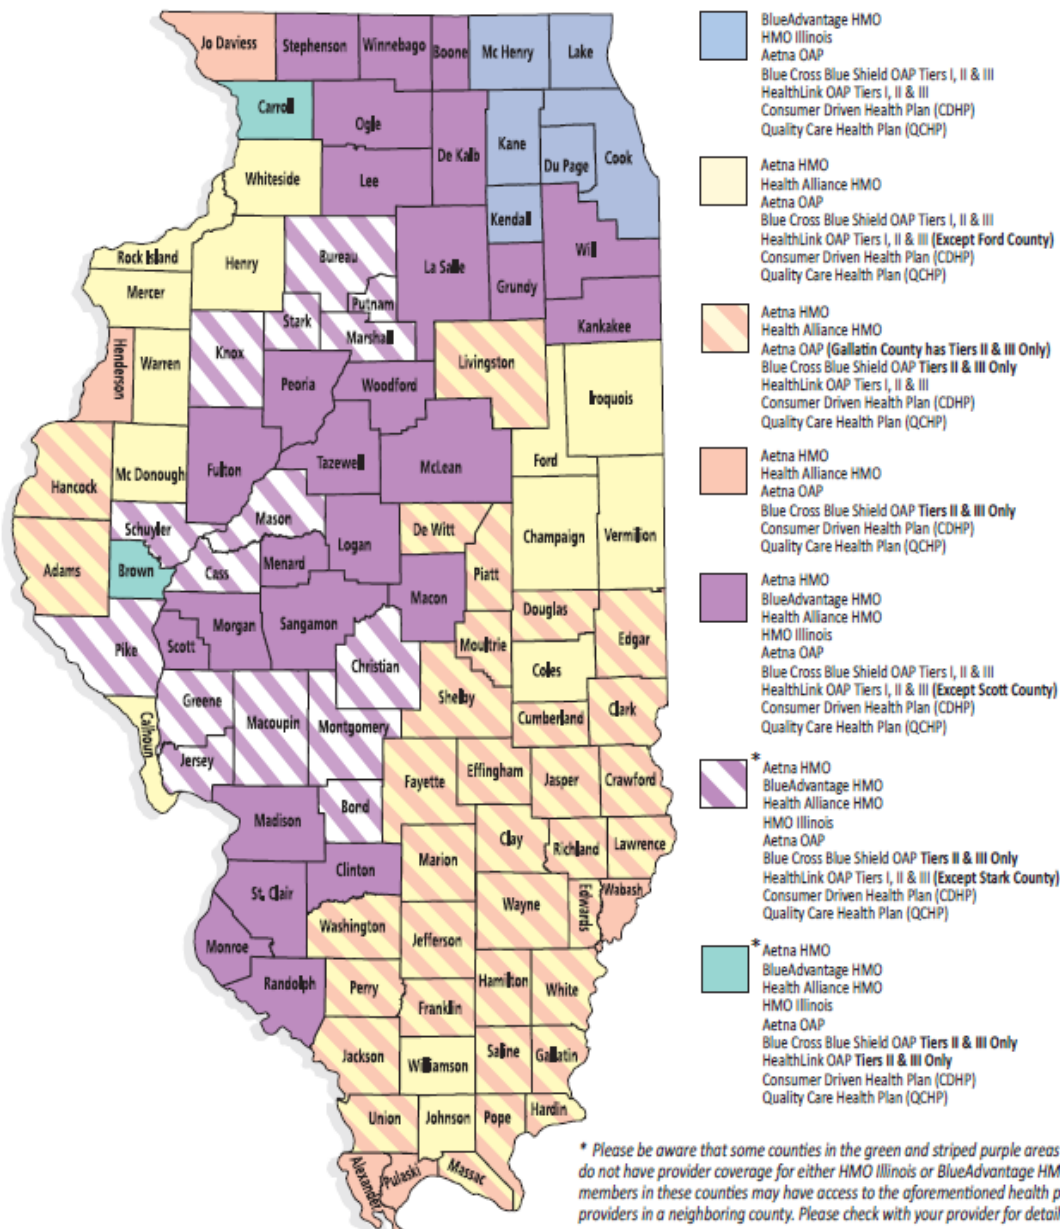 Jo Daviess
Stephenson
Winnebago
Boone
Mc Henry
Lake
Carroll
Ogle
De Kalb
Kane
Du Page
Cook
Whiteside
Lee
Kendall
Rock Island
Henry
Bureau
La Salle
Will
Mercer
Putnam
Grundy
Stark
Marshall
Kankakee
Henderson
Warren
Knox
Livingston
Peoria
Woodford
Iroquois
Hancock
Mc Donough
Fulton
Tazewell
McLean
Ford
Schuyler
Mason
De Witt
Champaign
Vermilion
Adams
Brown
Cass
Menard
Logan
Piatt
Macon
Douglas
Pike
Scott
Morgan
Sangamon
Moultrie
Edgar
Christian
Coles
Calhoun
Greene
Macoupin
Montgomery
Shelby
Cumberland
Clark
Jersey
Fayette
Effingham
Jasper
Crawford
Madison
Bond
Clay
Richland
Lawrence
Marion
Clinton
St. Clair
Wayne
Edwards
Wabash
Washington
Jefferson
Monroe
Randolph
Perry
Hamilton
White
Franklin
Jackson
Williamson
Saline
Gallatin
Union
Johnson
Pope
Hardin
Alexander
Pulaski
Massac
BlueAdvantage HMO
HMO Illinois
Aetna OAP
Blue Cross Blue Shield OAP Tiers I, II & III
HealthLink OAP Tiers I, II & III
Consumer Driven Health Plan (CDHP)
Quality Care Health Plan (QCHP)
Aetna HMO
Health Alliance HMO
Aetna OAP
Blue Cross Blue Shield OAP Tiers I, II & III
HealthLink OAP Tiers I, II & III (Except Ford County)
Consumer Driven Health Plan (CDHP)
Quality Care Health Plan (QCHP)
Aetna HMO
Health Alliance HMO
Aetna OAP (Gallatin County has Tiers II & III Only)
Blue Cross Blue Shield OAP Tiers II & III Only
HealthLink OAP Tiers I, II & III
Consumer Driven Health Plan (CDHP)
Quality Care Health Plan (QCHP)
Aetna HMO
Health Alliance HMO
Aetna OAP
Blue Cross Blue Shield OAP Tiers II & III Only
Consumer Driven Health Plan (CDHP)
Quality Care Health Plan (QCHP)
Aetna HMO
BlueAdvantage HMO
Health Alliance HMO
HMO Illinois
Aetna OAP
Blue Cross Blue Shield OAP Tiers I, II & III
HealthLink OAP Tiers I, II & III (Except Scott County)
Consumer Driven Health Plan (CDHP)
Quality Care Health Plan (QCHP)
* Aetna HMO
BlueAdvantage HMO
Health Alliance HMO
HMO Illinois
Aetna OAP
Blue Cross Blue Shield OAP Tiers II & III Only
HealthLink OAP Tiers I, II & III (Except Stark County)
Consumer Driven Health Plan (CDHP)
Quality Care Health Plan (QCHP)
* Aetna HMO
BlueAdvantage HMO
Health Alliance HMO
HMO Illinois
Aetna OAP
Blue Cross Blue Shield OAP Tiers II & III Only
HealthLink OAP Tiers II & III Only
Consumer Driven Health Plan (CDHP)
Quality Care Health Plan (QCHP)
* Please be aware that some counties in the green and striped purple areas
do not have provider coverage for either HMO Illinois or BlueAdvantage HM
members in these counties may have access to the aforementioned health p
providers in a neighboring county. Please check with your provider for detail